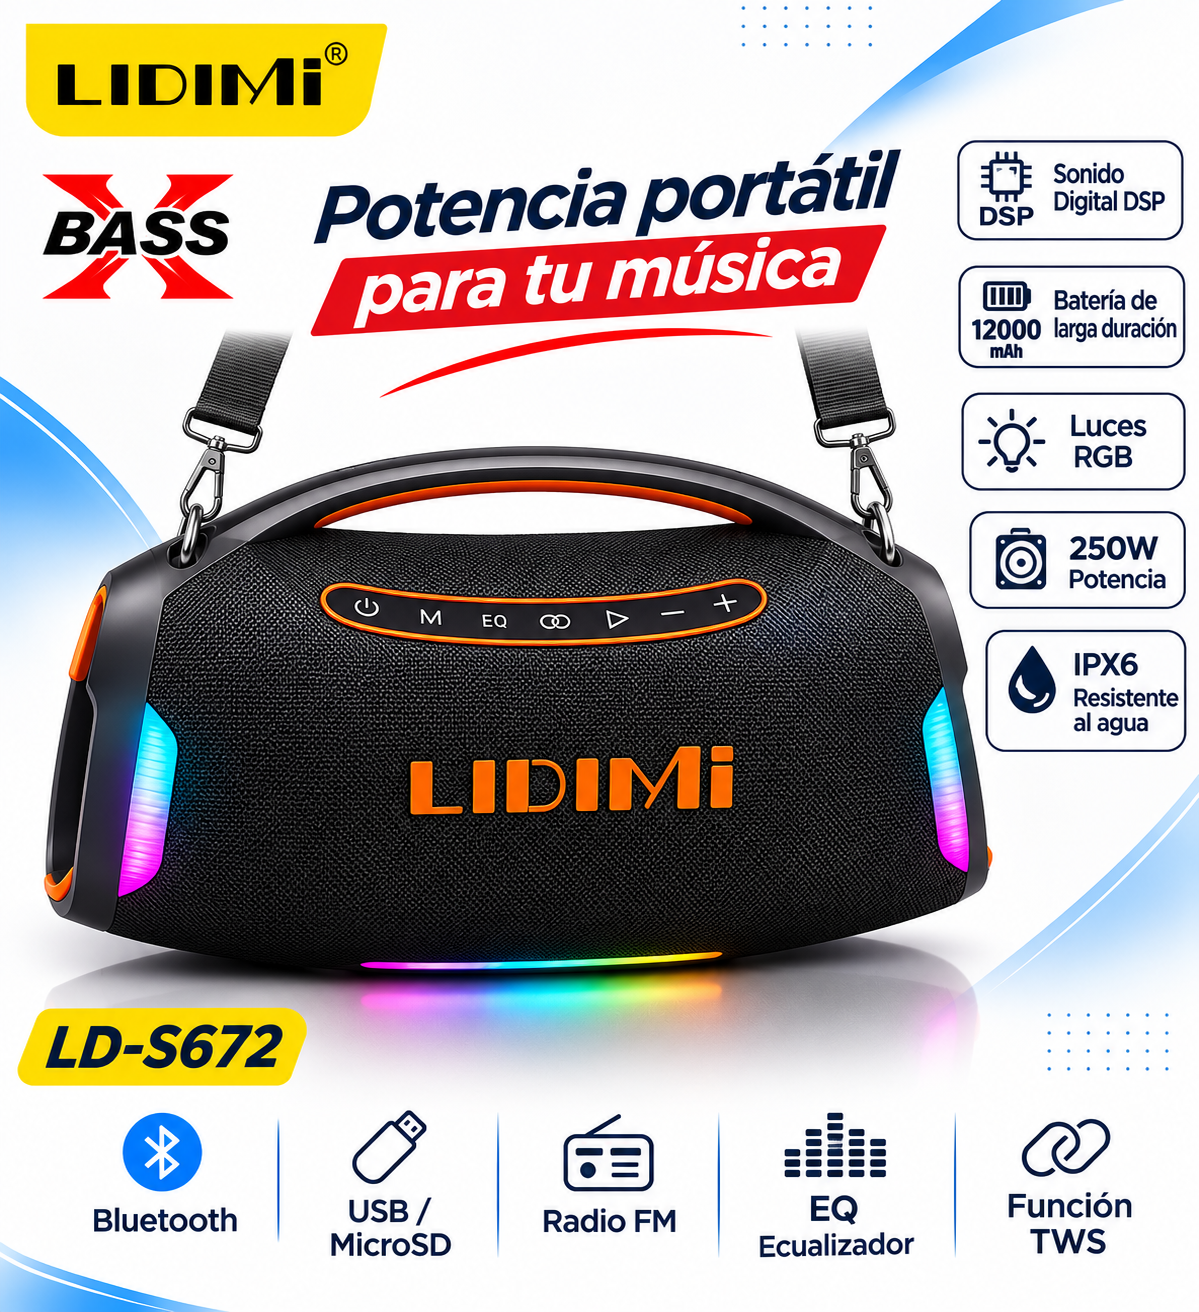 LIDIMi®
X
BASS
Potencia portátil
para tu música
DSP
Sonido
Digital DSP
12000
mAh
Batería de
larga duración
Luces
RGB
250W
Potencia
IPX6
Resistente
al agua
M EQ
LIDIMi
LD-S672
Bluetooth
USB /
MicroSD
Radio FM
EQ
Ecualizador
Función
TWS